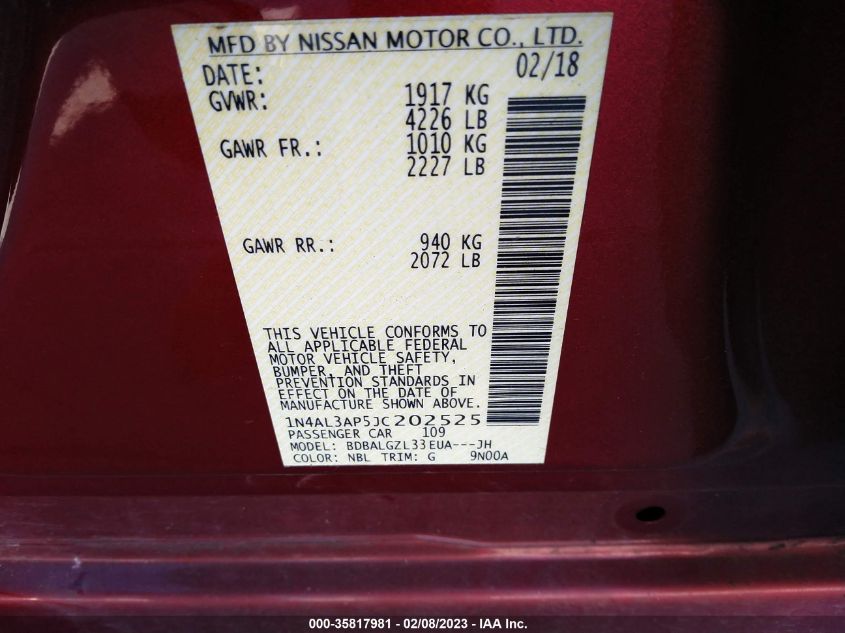 MFD BY NISSAN MOTOR CO., LTD.
DATE: 02/18
GVWR: 1917 KG
4226 LB
GAWR FR.: 1010 KG
2227 LB
GAWR RR.: 940 KG
2072 LB
THIS VEHICLE CONFORMS TO
ALL APPLICABLE FEDERAL
MOTOR VEHICLE SAFETY,
BUMPER, AND THEFT
PREVENTION STANDARDS IN
EFFECT ON THE DATE OF
MANUFACTURE SHOWN ABOVE.
1N4AL3AP5JC202525
PASSENGER CAR 109
MODEL: BDBALGZL33EUA---JH
COLOR: NBL TRIM: G 9N00A
000-35817981 - 02/08/2023 - IAA Inc.